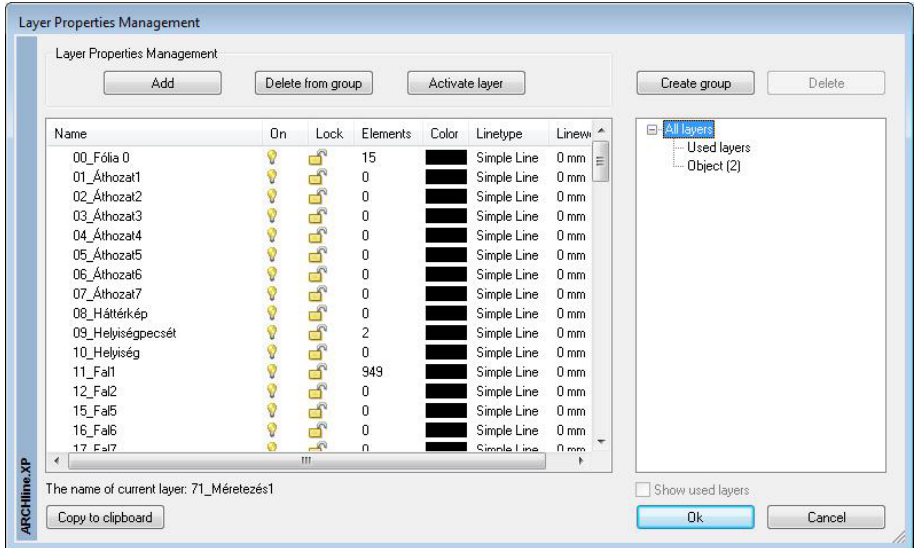 Layer Properties Management
Layer Properties Management
Add
Delete from group
Activate layer
Create group
Delete
Name On Lock Elements Color Linetype Linew
00_Fólia 0 15 Simple Line 0 mm
01_Áthozat1 0 Simple Line 0 mm
02_Áthozat2 0 Simple Line 0 mm
03_Áthozat3 0 Simple Line 0 mm
04_Áthozat4 0 Simple Line 0 mm
05_Áthozat5 0 Simple Line 0 mm
06_Áthozat6 0 Simple Line 0 mm
07_Áthozat7 0 Simple Line 0 mm
08_Háttérkép 0 Simple Line 0 mm
09_Helyiségpecsét 2 Simple Line 0 mm
10_Helyiség 0 Simple Line 0 mm
11_Fal1 949 Simple Line 0 mm
12_Fal2 0 Simple Line 0 mm
15_Fal5 0 Simple Line 0 mm
16_Fal6 0 Simple Line 0 mm
17_Fal7 0 Simple Line 0 mm
All layers
Used layers
Object (2)
The name of current layer: 71_Méretezés1
Show used layers
Copy to clipboard
Ok
Cancel
ARCHline.XP